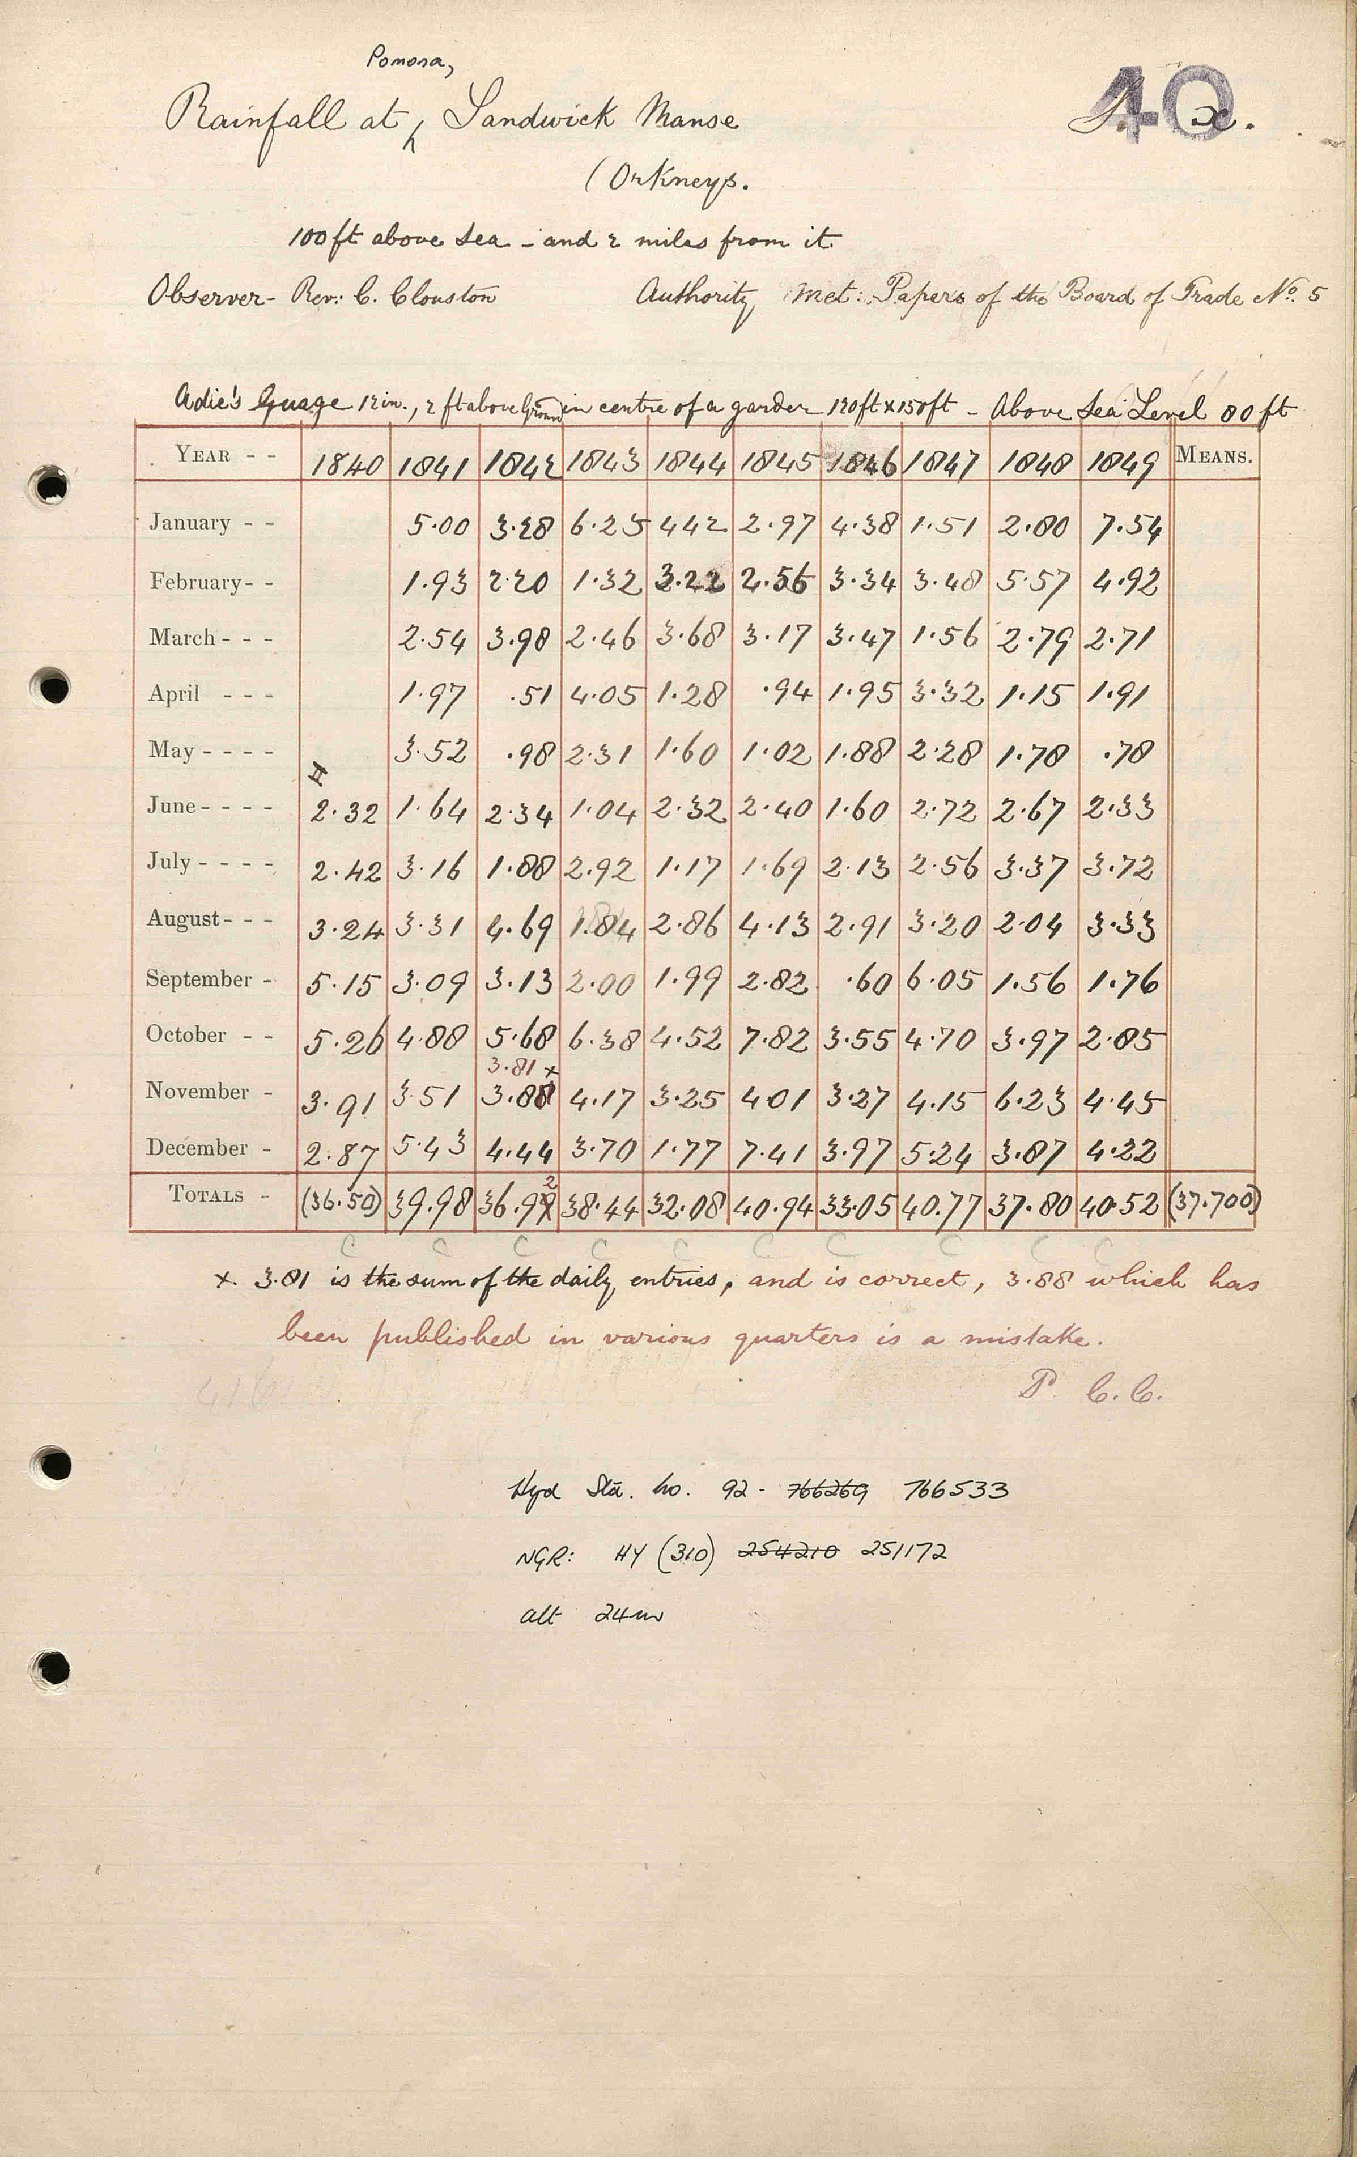 Pomona,
Rainfall at Sandwick Manse
40
(Orkneys.
100 ft above Sea - and 2 miles from it
Observer - Rev: C. Clouston Authority Met: Papers of the Board of Trade No. 5
Adie's Guage 12 in., 2 ft above Ground in centre of a garden 120 ft x 150 ft - Above Sea Level 80 ft
YEAR - - 1840 1841 1842 1843 1844 1845 1846 1847 1848 1849 MEANS.
January - - 5.00 3.28 6.25 4.42 2.97 4.38 1.51 2.80 7.54
February - - 1.93 2.20 1.32 3.22 2.56 3.34 3.48 5.57 4.92
March - - - 2.54 3.98 2.46 3.68 3.17 3.47 1.56 2.79 2.71
April - - - 1.97 .51 4.05 1.28 .94 1.95 3.32 1.15 1.91
May - - - - 3.52 .98 2.31 1.60 1.02 1.88 2.28 1.78 .78
June - - - - 2.32 1.64 2.34 1.04 2.32 2.40 1.60 2.72 2.67 2.33
July - - - - 2.42 3.16 1.88 2.92 1.17 1.69 2.13 2.56 3.37 3.72
August - - - 3.24 3.31 4.69 1.84 2.86 4.13 2.91 3.20 2.04 3.33
September - 5.15 3.09 3.13 2.00 1.99 2.82 .60 6.05 1.56 1.76
October - - 5.26 4.88 5.68 6.38 4.52 7.82 3.55 4.70 3.97 2.85
3.81 x
November - 3.91 3.51 3.88 4.17 3.25 4.01 3.27 4.15 6.23 4.45
December - 2.87 5.43 4.44 3.70 1.77 7.41 3.97 5.24 3.87 4.22
2
TOTALS - (36.50) 39.98 36.99 38.44 32.08 40.94 33.05 40.77 37.80 40.52 (37.700)
C C C C C C C C C C
x. 3.81 is the sum of the daily entries, and is correct, 3.88 which has
been published in various quarters is a mistake.
P. C. C.
Hyd Sta. No. 92 - 766269 766533
NGR: HY (310) 254210 251172
alt 24m